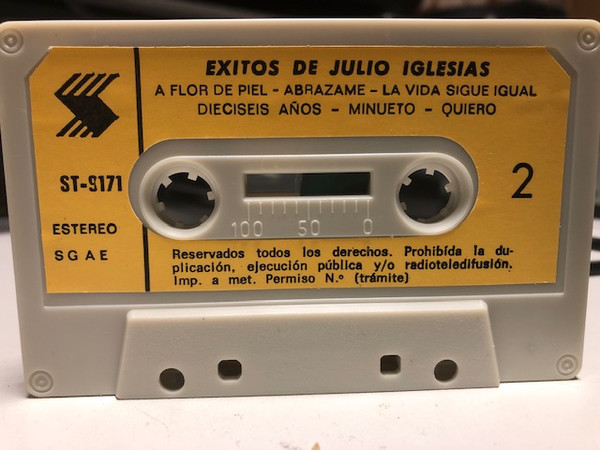 EXITOS DE JULIO IGLESIAS
A FLOR DE PIEL - ABRAZAME - LA VIDA SIGUE IGUAL
DIECISEIS AÑOS - MINUETO - QUIERO
ST-9171
2
100 50 0
ESTEREO
SGAE
Reservados todos los derechos. Prohibída la du-
plicación, ejecución pública y/o radioteledifusión.
Imp. a met. Permiso N.º (trámite)